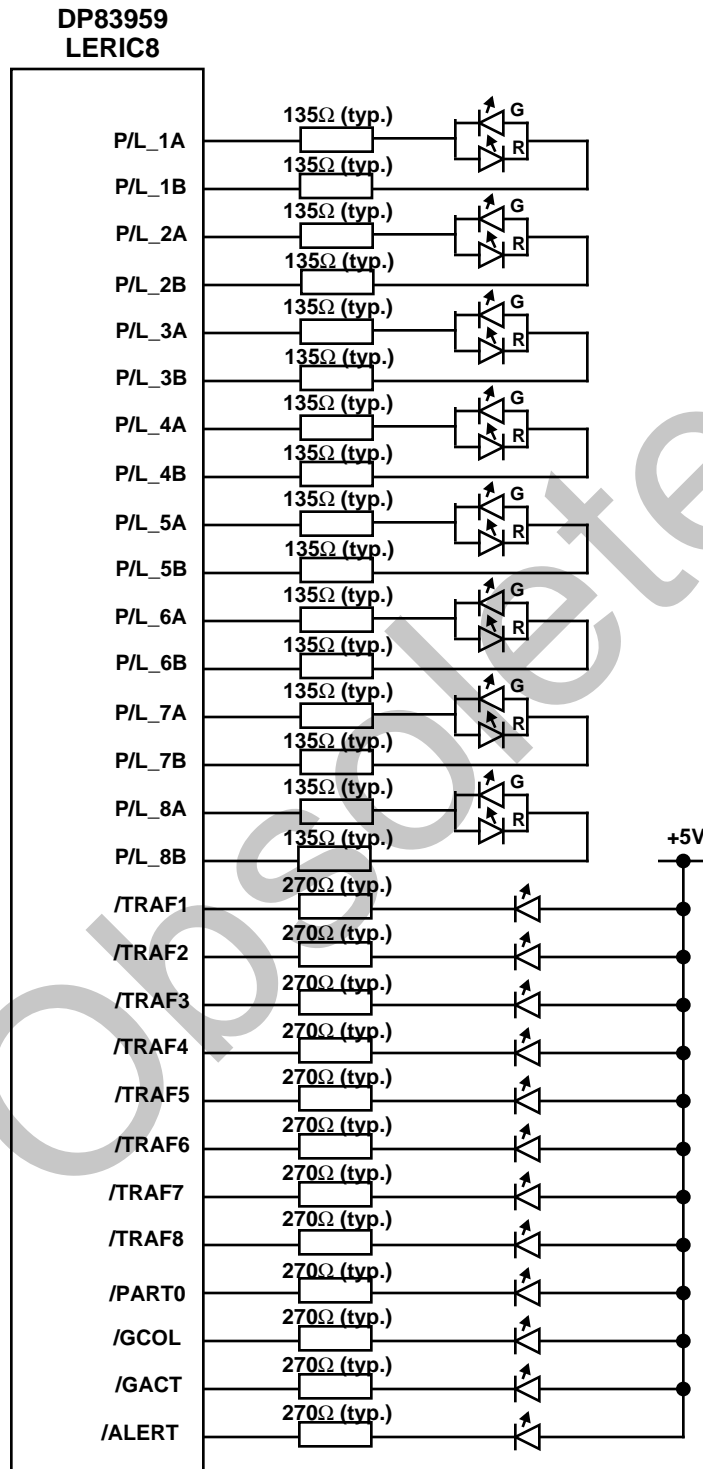 DP83959
LERIC8
P/L_1A 135Ω (typ.) G
R
P/L_1B 135Ω (typ.)
P/L_2A 135Ω (typ.) G
R
P/L_2B 135Ω (typ.)
P/L_3A 135Ω (typ.) G
R
P/L_3B 135Ω (typ.)
P/L_4A 135Ω (typ.) G
R
P/L_4B 135Ω (typ.)
P/L_5A 135Ω (typ.) G
R
P/L_5B 135Ω (typ.)
P/L_6A 135Ω (typ.) G
R
P/L_6B 135Ω (typ.)
P/L_7A 135Ω (typ.) G
R
P/L_7B 135Ω (typ.)
P/L_8A 135Ω (typ.) G
R
P/L_8B 135Ω (typ.)
+5V
/TRAF1 270Ω (typ.)
/TRAF2 270Ω (typ.)
/TRAF3 270Ω (typ.)
/TRAF4 270Ω (typ.)
/TRAF5 270Ω (typ.)
/TRAF6 270Ω (typ.)
/TRAF7 270Ω (typ.)
/TRAF8 270Ω (typ.)
/PART0 270Ω (typ.)
/GCOL 270Ω (typ.)
/GACT 270Ω (typ.)
/ALERT 270Ω (typ.)
Obsolete